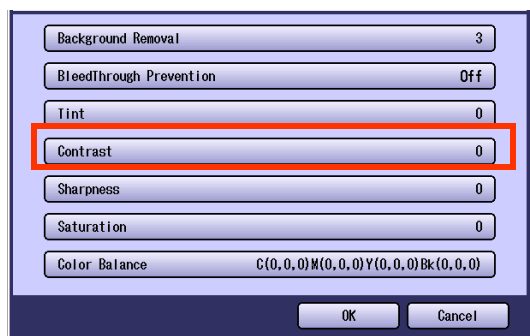 Background Removal 3
BleedThrough Prevention Off
Tint 0
Contrast 0
Sharpness 0
Saturation 0
Color Balance C(0,0,0)M(0,0,0)Y(0,0,0)Bk(0,0,0)
OK Cancel